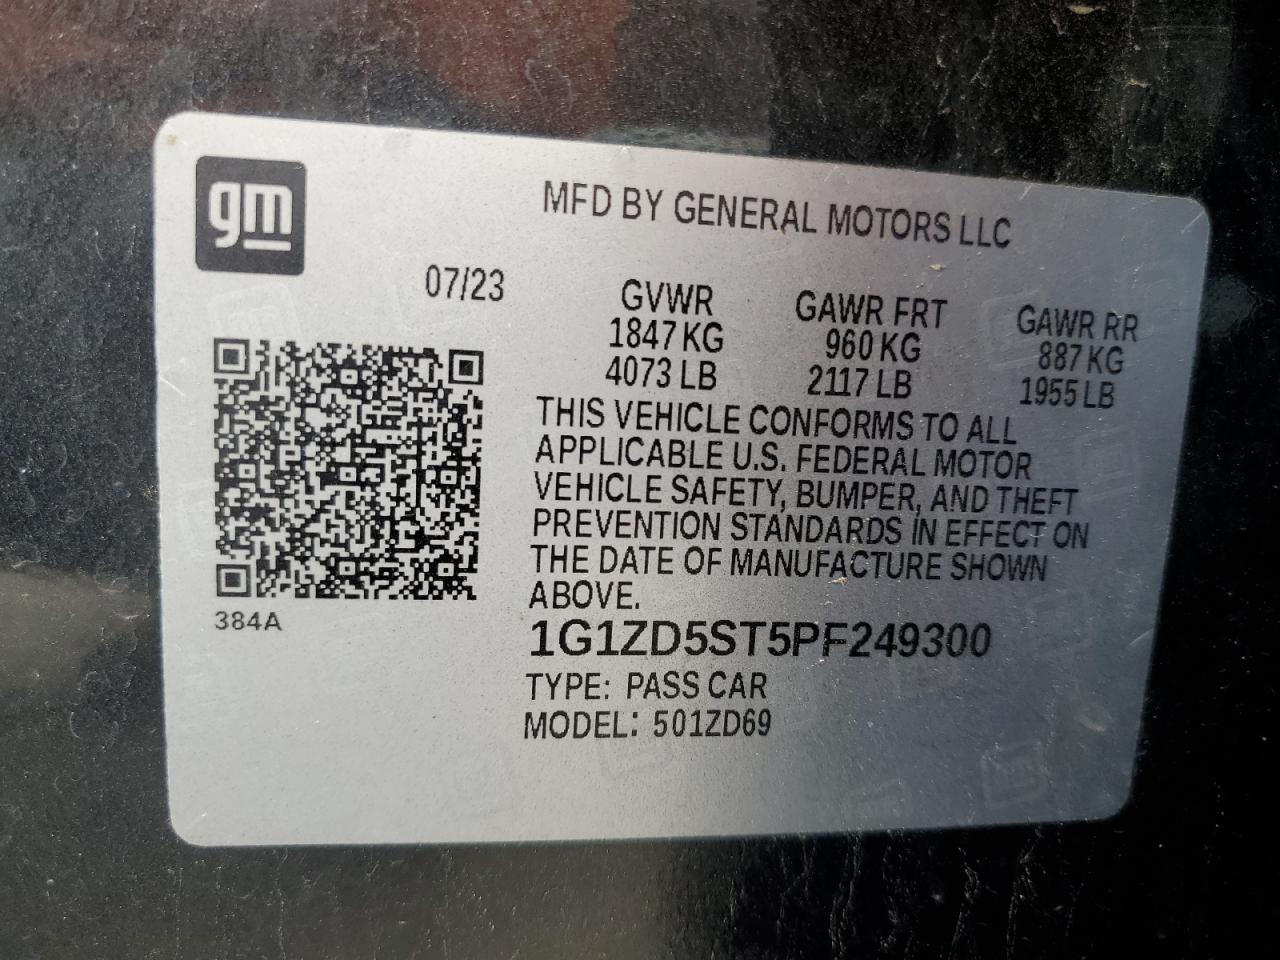 gm
MFD BY GENERAL MOTORS LLC
07/23
GVWR GAWR FRT GAWR RR
1847 KG 960 KG 887 KG
4073 LB 2117 LB 1955 LB
THIS VEHICLE CONFORMS TO ALL
APPLICABLE U.S. FEDERAL MOTOR
VEHICLE SAFETY, BUMPER, AND THEFT
PREVENTION STANDARDS IN EFFECT ON
THE DATE OF MANUFACTURE SHOWN
ABOVE.
384A
1G1ZD5ST5PF249300
TYPE: PASS CAR
MODEL: 501ZD69